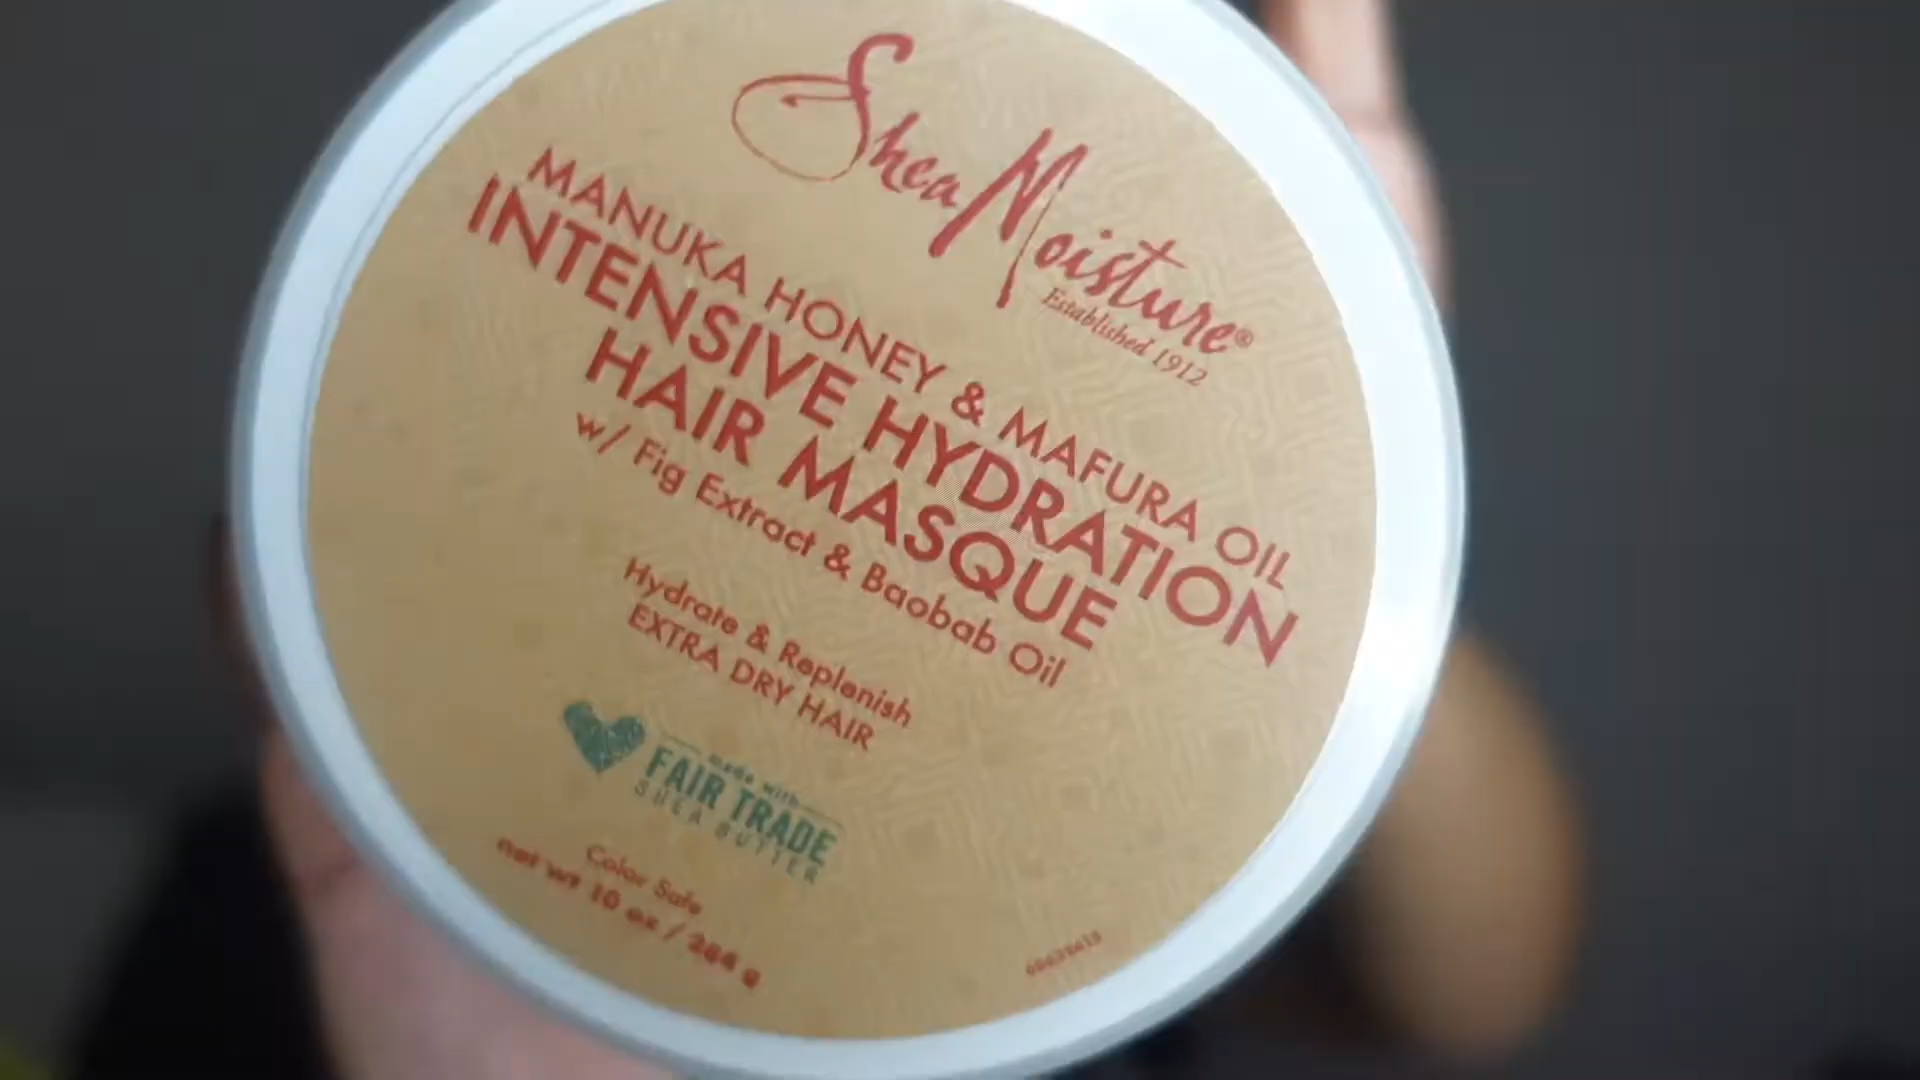 SheaMoisture®
Established 1912
MANUKA HONEY & MAFURA OIL
INTENSIVE HYDRATION
HAIR MASQUE
w/ Fig Extract & Baobab Oil
Hydrate & Replenish
EXTRA DRY HAIR
made with
FAIR TRADE
SHEA BUTTER
Color Safe
net wt 10 oz / 284 g